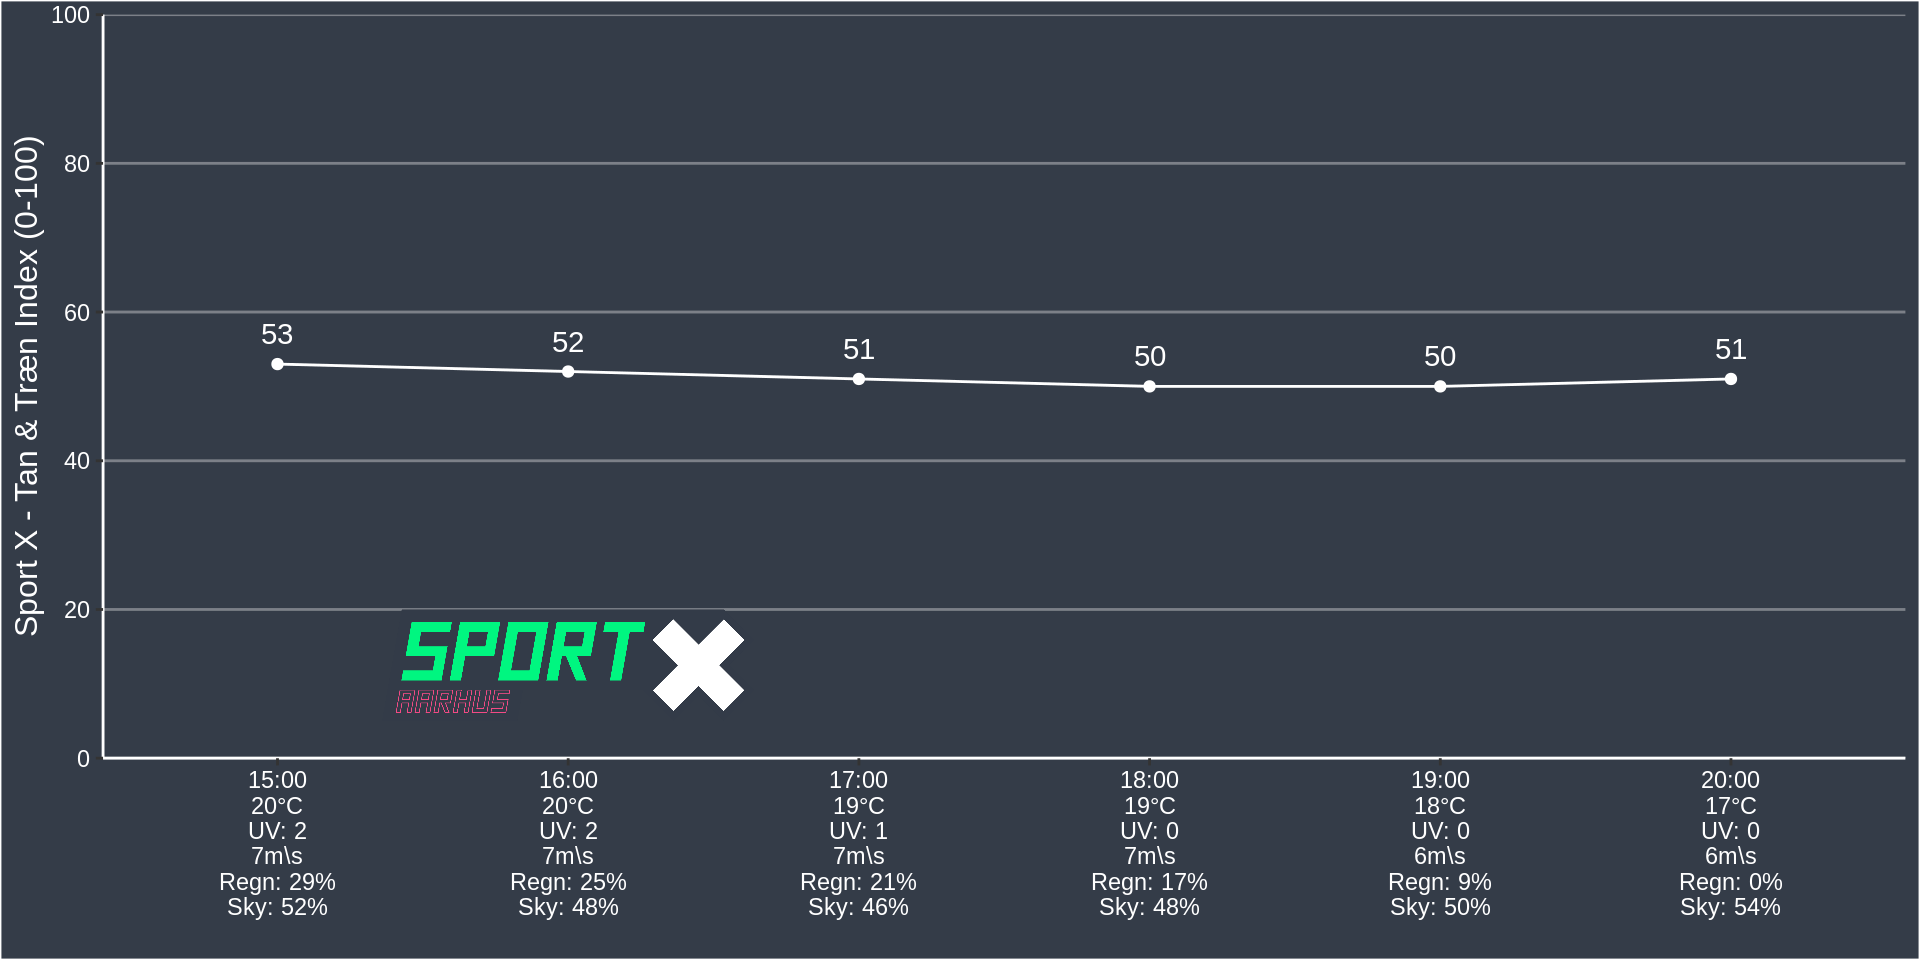 Sport X - Tan & Træn Index (0-100)
100
80
60
40
20
0
53
52
51
50
50
51
SPORT X
AARHUS
15:00
20°C
UV: 2
7m\s
Regn: 29%
Sky: 52%
16:00
20°C
UV: 2
7m\s
Regn: 25%
Sky: 48%
17:00
19°C
UV: 1
7m\s
Regn: 21%
Sky: 46%
18:00
19°C
UV: 0
7m\s
Regn: 17%
Sky: 48%
19:00
18°C
UV: 0
6m\s
Regn: 9%
Sky: 50%
20:00
17°C
UV: 0
6m\s
Regn: 0%
Sky: 54%